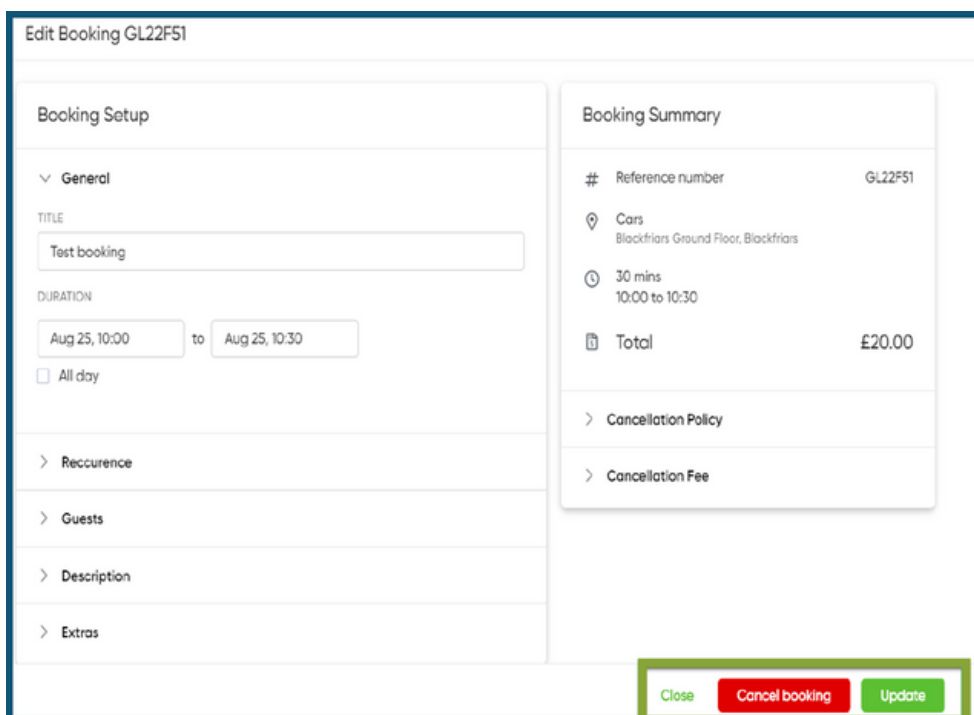 Edit Booking GL22F51
Booking Setup
General
TITLE
Test booking
DURATION
Aug 25, 10:00 to Aug 25, 10:30
All day
Reccurence
Guests
Description
Extras
Booking Summary
# Reference number GL22F51
Cars
Blackfriars Ground Floor, Blackfriars
30 mins
10:00 to 10:30
Total £20.00
Cancellation Policy
Cancellation Fee
Close Cancel booking Update